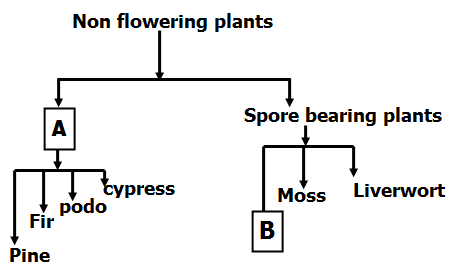 Non flowering plants
A
Spore bearing plants
cypress
podo
Fir
Pine
Moss
Liverwort
B